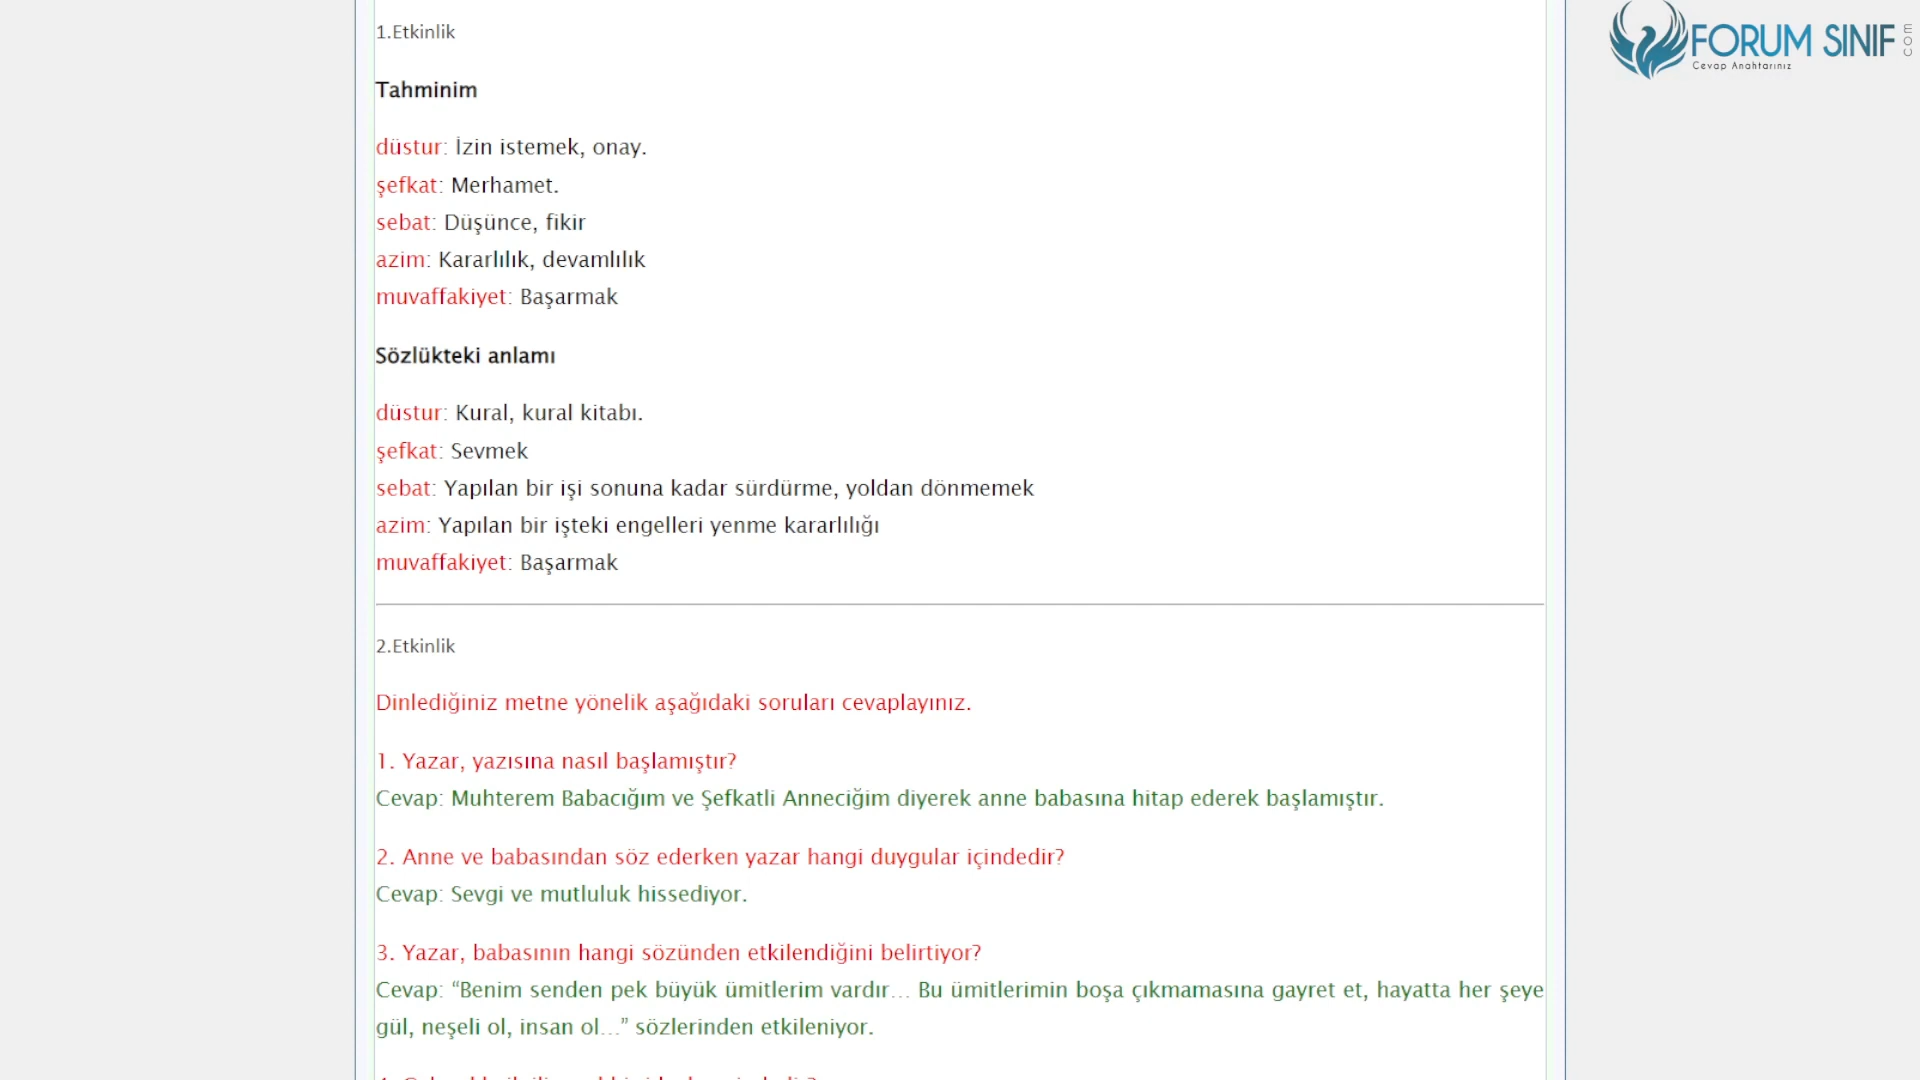 FORUM SINIF
com
Cevap Anahtarınız
1.Etkinlik
Tahminim
düstur: İzin istemek, onay.
şefkat: Merhamet.
sebat: Düşünce, fikir
azim: Kararlılık, devamlılık
muvaffakiyet: Başarmak
Sözlükteki anlamı
düstur: Kural, kural kitabı.
şefkat: Sevmek
sebat: Yapılan bir işi sonuna kadar sürdürme, yoldan dönmemek
azim: Yapılan bir işteki engelleri yenme kararlılığı
muvaffakiyet: Başarmak
2.Etkinlik
Dinlediğiniz metne yönelik aşağıdaki soruları cevaplayınız.
1. Yazar, yazısına nasıl başlamıştır?
Cevap: Muhterem Babacığım ve Şefkatli Anneciğim diyerek anne babasına hitap ederek başlamıştır.
2. Anne ve babasından söz ederken yazar hangi duygular içindedir?
Cevap: Sevgi ve mutluluk hissediyor.
3. Yazar, babasının hangi sözünden etkilendiğini belirtiyor?
Cevap: “Benim senden pek büyük ümitlerim vardır… Bu ümitlerimin boşa çıkmamasına gayret et, hayatta her şeye
gül, neşeli ol, insan ol…” sözlerinden etkileniyor.